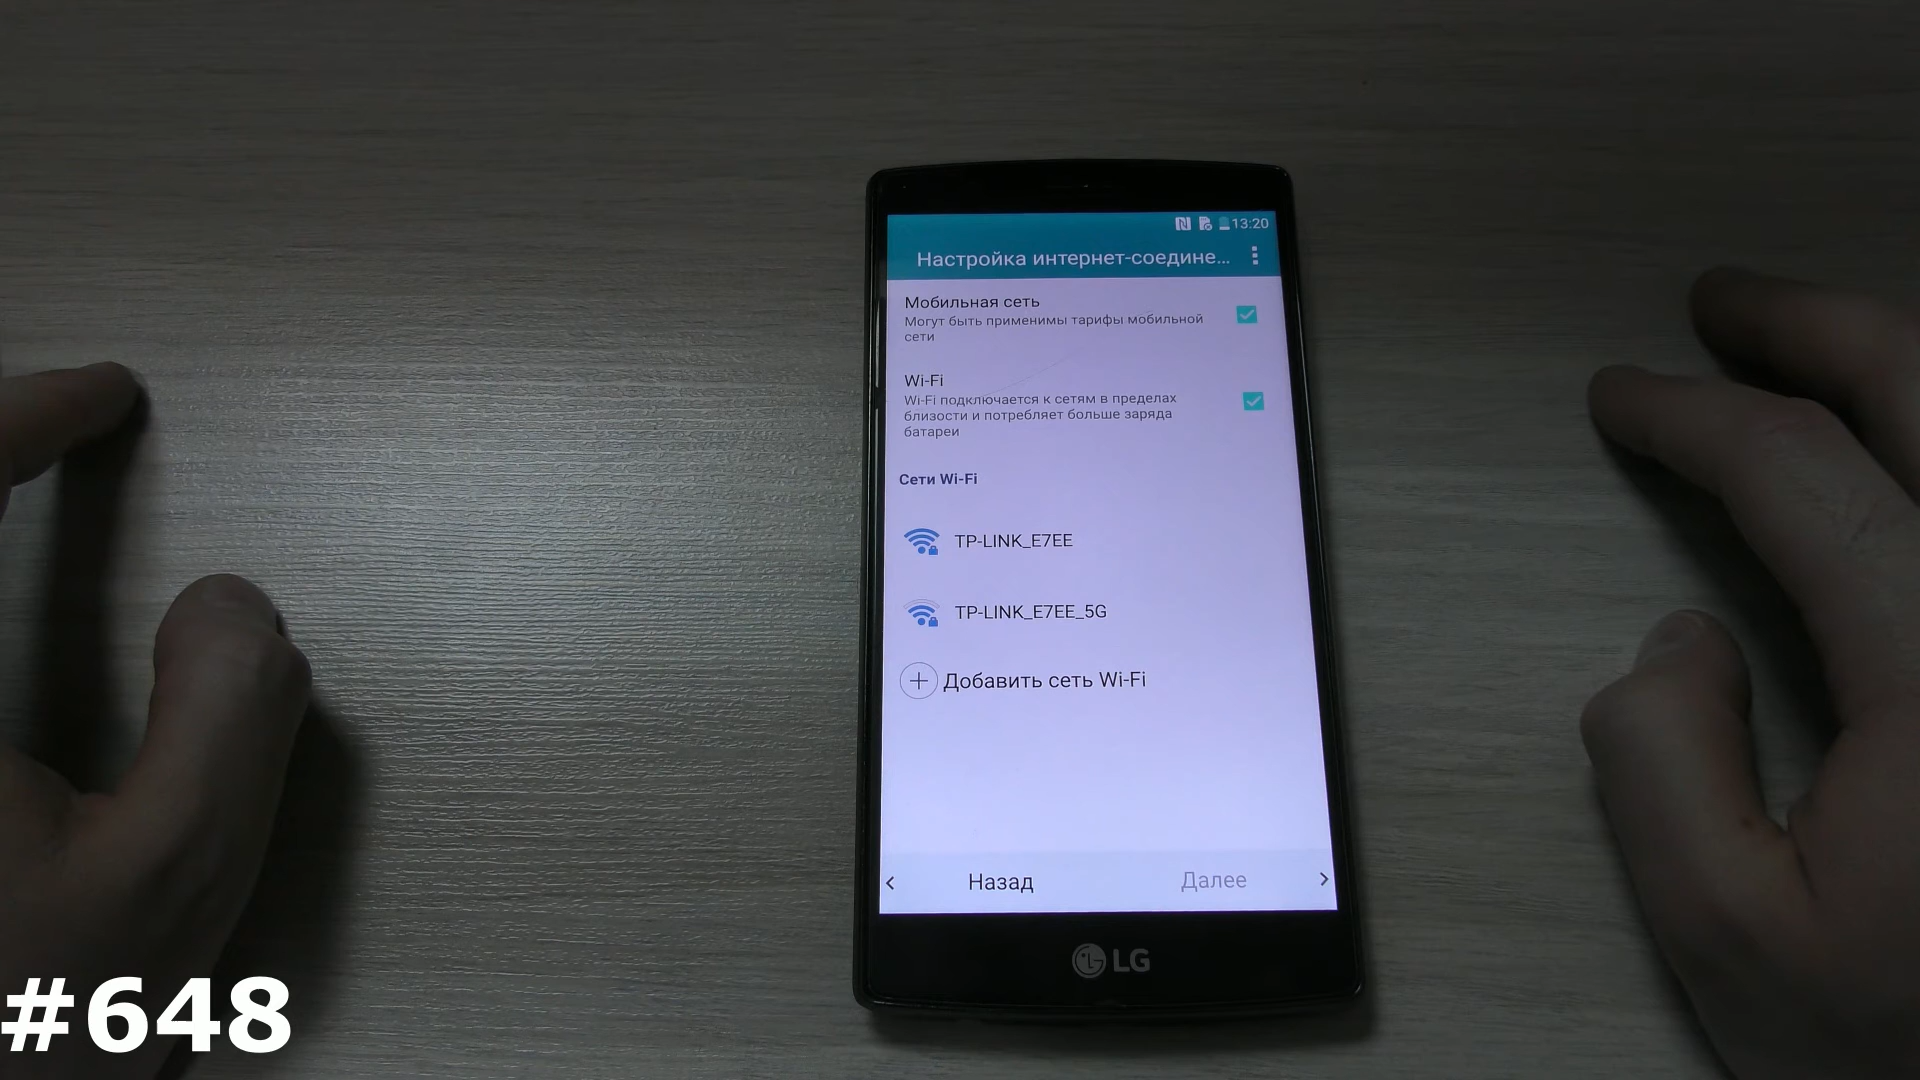 13:20
Настройка интернет-соедине...
Мобильная сеть
Могут быть применимы тарифы мобильной
сети
Wi-Fi
Wi-Fi подключается к сетям в пределах
близости и потребляет больше заряда
батареи
Сети Wi-Fi
TP-LINK_E7EE
TP-LINK_E7EE_5G
Добавить сеть Wi-Fi
Назад
Далее
LG
#648